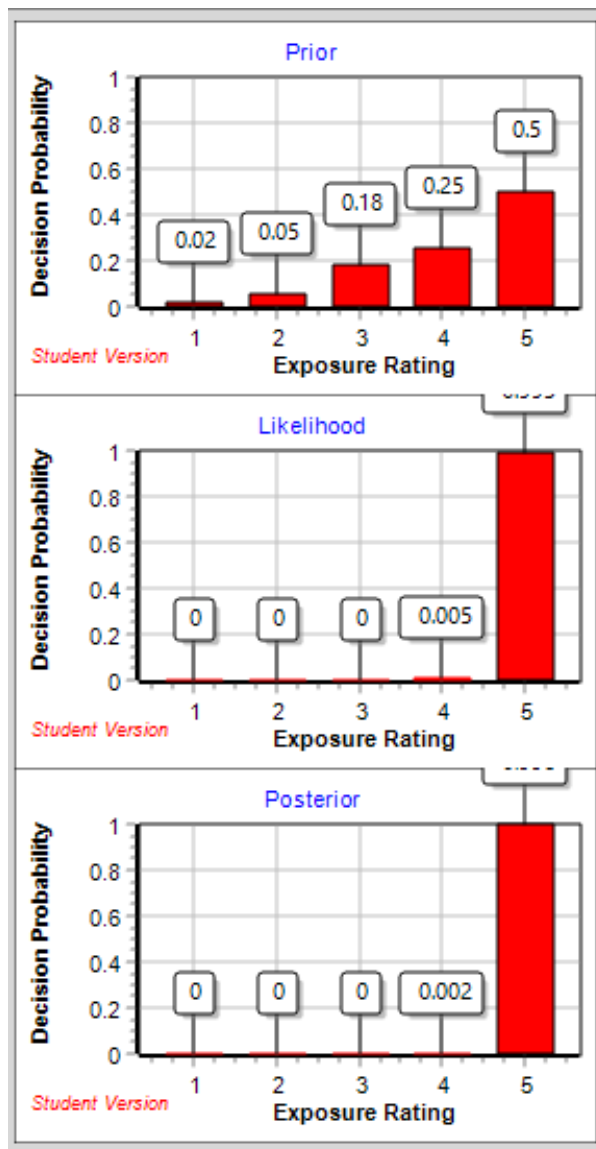 Prior
Decision Probability
1
0.8
0.6
0.4
0.2
0
0.02
0.05
0.18
0.25
0.5
1 2 3 4 5
Student Version
Exposure Rating
Likelihood
Decision Probability
1
0.8
0.6
0.4
0.2
0
0
0
0
0.005
1 2 3 4 5
Student Version
Exposure Rating
Posterior
Decision Probability
1
0.8
0.6
0.4
0.2
0
0
0
0
0.002
1 2 3 4 5
Student Version
Exposure Rating